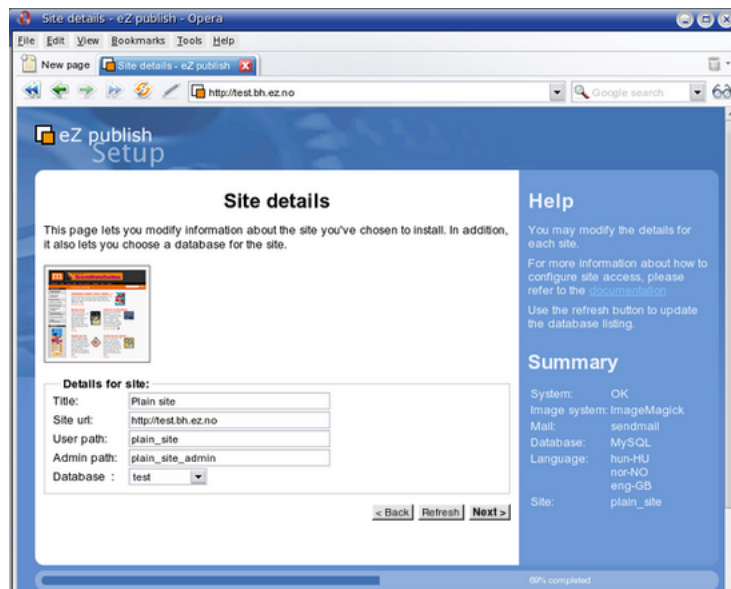 Site details - eZ publish - Opera
File Edit View Bookmarks Tools Help
New page Site details - eZ publish
http://test.bh.ez.no Google search
eZ publish
Setup
Site details
This page lets you modify information about the site you've chosen to install. In addition,
it also lets you choose a database for the site.
Details for site:
Title: Plain site
Site url: http://test.bh.ez.no
User path: plain_site
Admin path: plain_site_admin
Database : test
< Back Refresh Next >
Help
You may modify the details for
each site.
For more information about how to
configure site access, please
refer to the documentation
Use the refresh button to update
the database listing.
Summary
System: OK
Image system: ImageMagick
Mail: sendmail
Database: MySQL
Language: hun-HU
nor-NO
eng-GB
Site: plain_site
69% completed